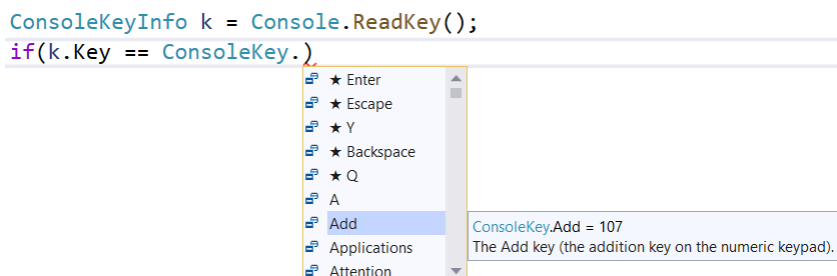 ConsoleKeyInfo k = Console.ReadKey();
if(k.Key == ConsoleKey.)
★ Enter
★ Escape
★ Y
★ Backspace
★ Q
A
Add
ConsoleKey.Add = 107
The Add key (the addition key on the numeric keypad).
Applications
Attention